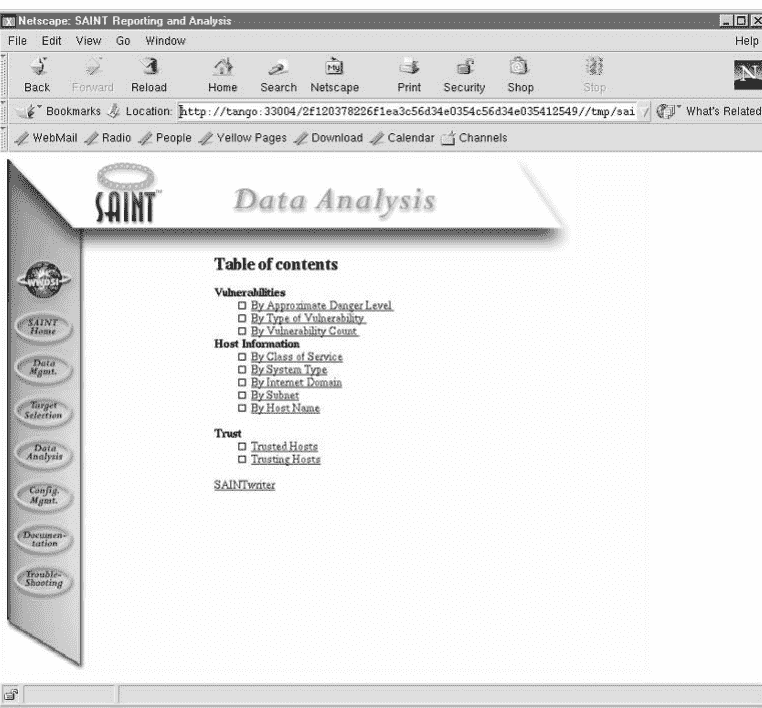 Netscape: SAINT Reporting and Analysis
File Edit View Go Window Help
Back Forward Reload Home Search Netscape Print Security Shop Stop
Bookmarks Location: http://tango:33004/2f120378226f1ea3c56d34e0354c56d34e035412549//tmp/sai What's Related
WebMail Radio People Yellow Pages Download Calendar Channels
SAINT™ Data Analysis
WWDSI
SAINT Home
Data Mgmt.
Target Selection
Data Analysis
Config. Mgmt.
Documen-
tation
Trouble-
Shooting
Table of contents
Vulnerabilities
By Approximate Danger Level
By Type of Vulnerability
By Vulnerability Count
Host Information
By Class of Service
By System Type
By Internet Domain
By Subnet
By Host Name
Trust
Trusted Hosts
Trusting Hosts
SAINTwriter